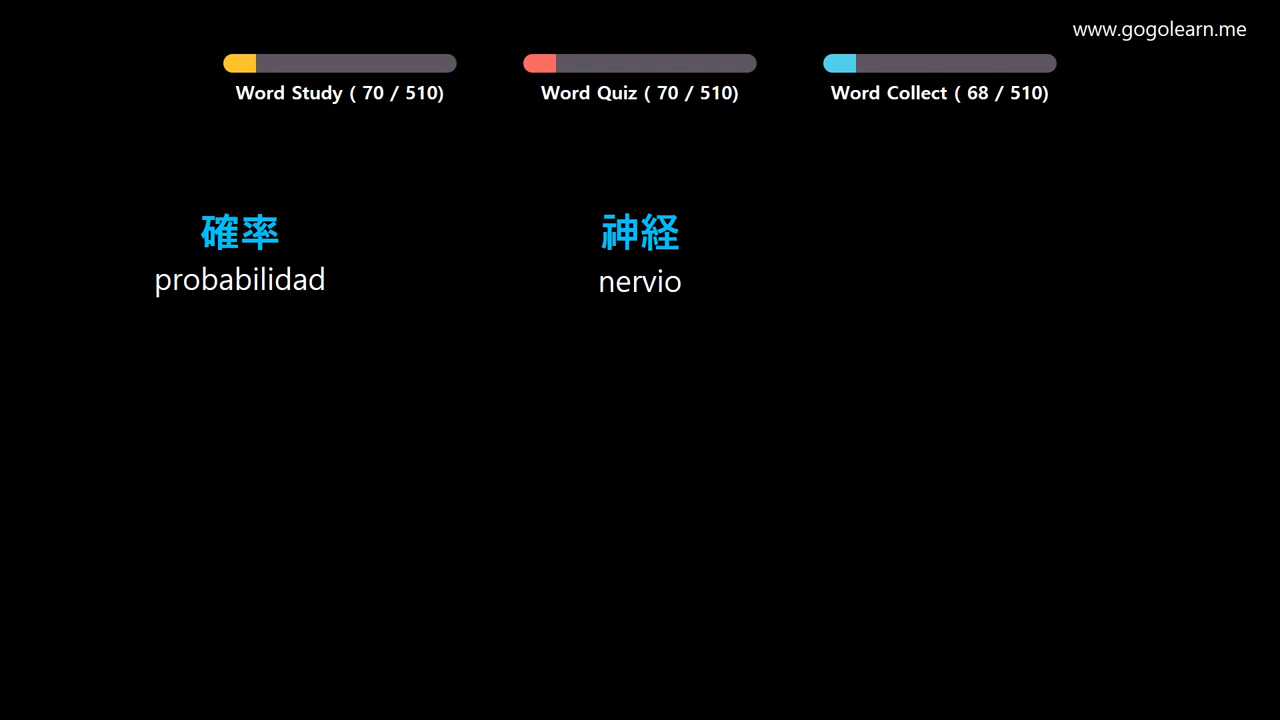 www.gogolearn.me
Word Study ( 70 / 510)
Word Quiz ( 70 / 510)
Word Collect ( 68 / 510)
確率
probabilidad
神経
nervio